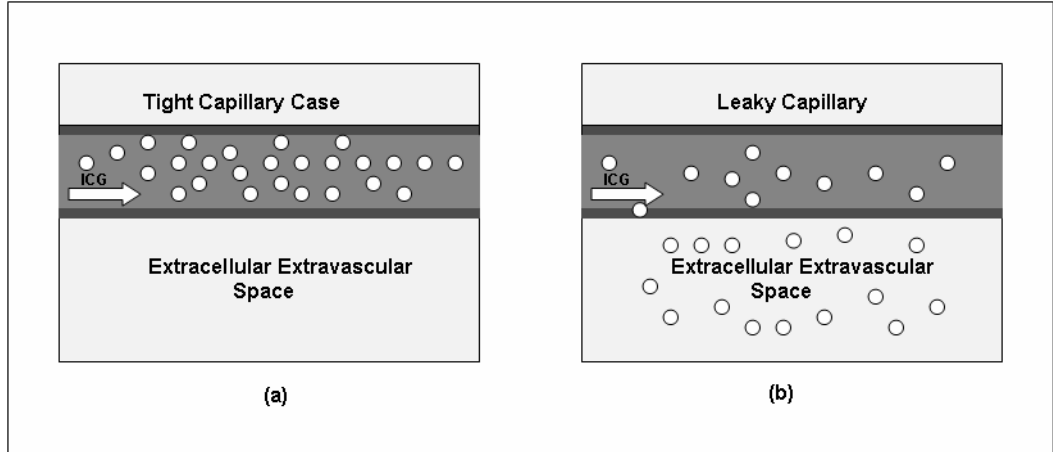 Tight Capillary Case
ICG
Extracellular Extravascular
Space
(a)
Leaky Capillary
ICG
Extracellular Extravascular
Space
(b)